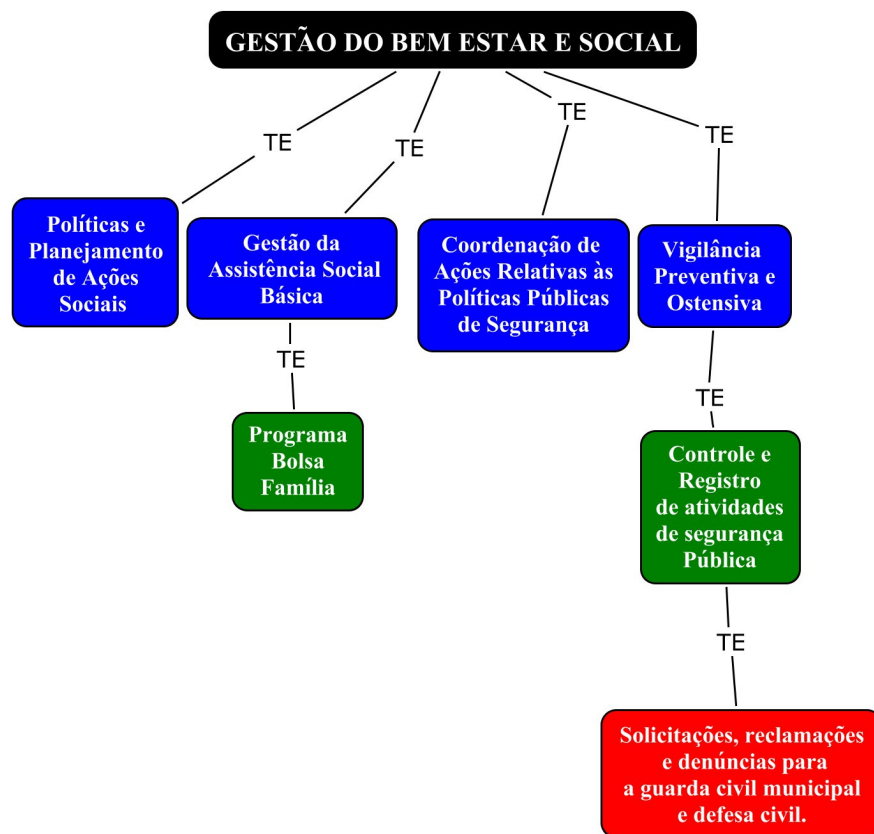 GESTÃO DO BEM ESTAR E SOCIAL
TE
TE
TE
TE
Políticas e
Planejamento
de Ações
Sociais
Gestão da
Assistência Social
Básica
Coordenação de
Ações Relativas às
Políticas Públicas
de Segurança
Vigilância
Preventiva e
Ostensiva
TE
TE
Programa
Bolsa
Família
Controle e
Registro
de atividades
de segurança
Pública
TE
Solicitações, reclamações
e denúncias para
a guarda civil municipal
e defesa civil.